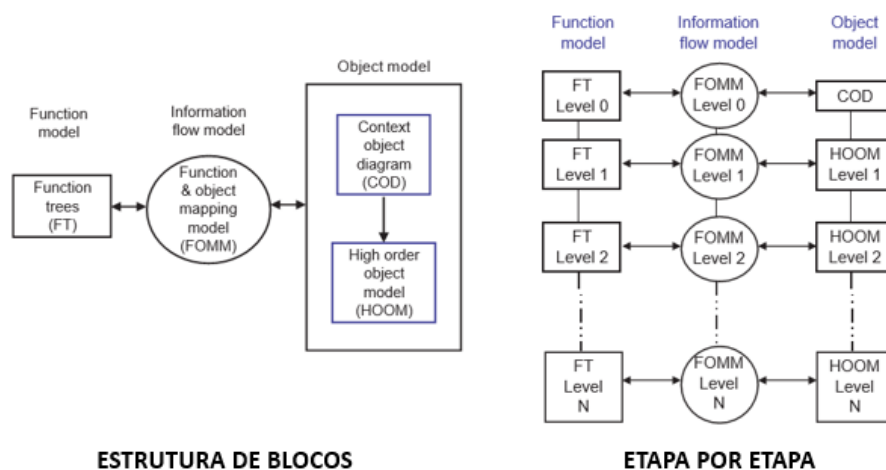 Function
model
Function
trees
(FT)
Information
flow model
Function
& object
mapping
model
(FOMM)
Object model
Context
object
diagram
(COD)
High order
object
model
(HOOM)
ESTRUTURA DE BLOCOS
Function
model
Information
flow model
Object
model
FT
Level 0
FOMM
Level 0
COD
FT
Level 1
FOMM
Level 1
HOOM
Level 1
FT
Level 2
FOMM
Level 2
HOOM
Level 2
FT
Level
N
FOMM
Level
N
HOOM
Level
N
ETAPA POR ETAPA